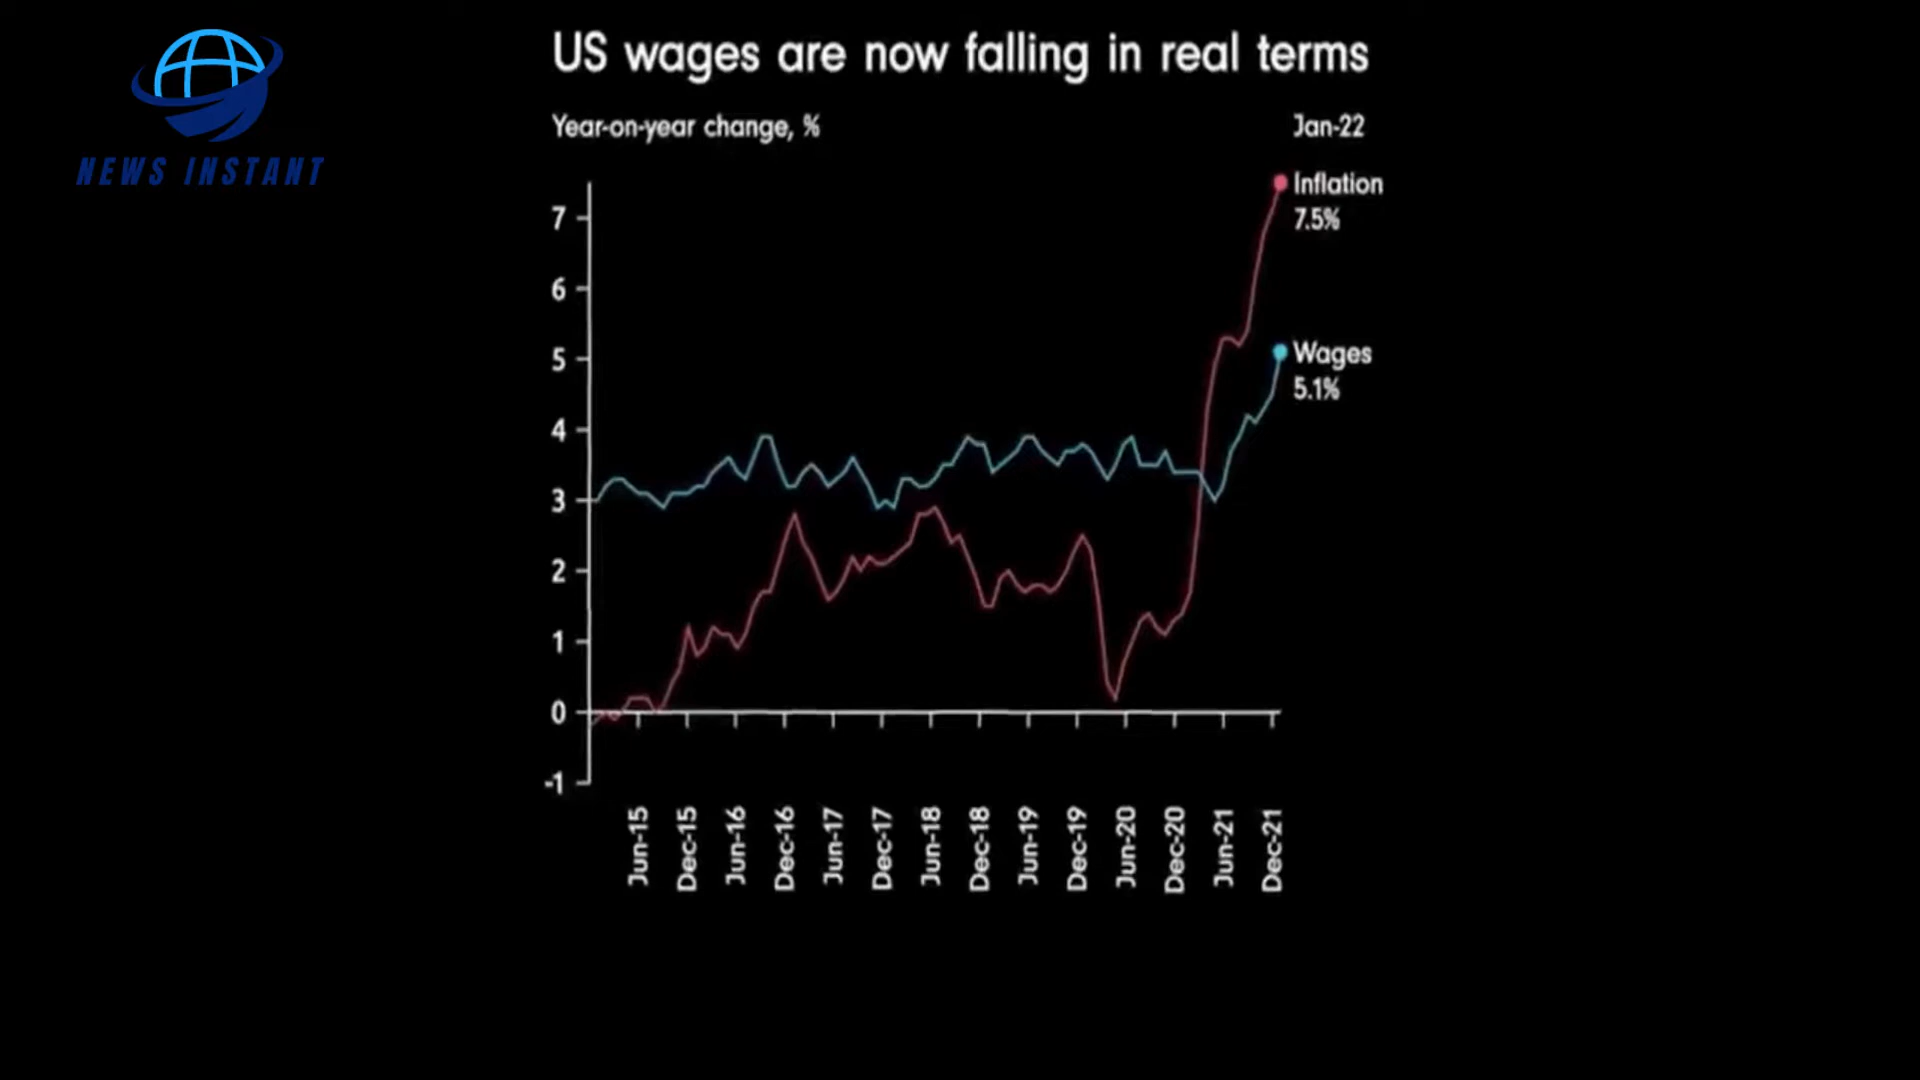 NEWS INSTANT
US wages are now falling in real terms
Year-on-year change, %
Jan-22
Inflation
7.5%
Wages
5.1%
7
6
5
4
3
2
1
0
-1
Jun-15
Dec-15
Jun-16
Dec-16
Jun-17
Dec-17
Jun-18
Dec-18
Jun-19
Dec-19
Jun-20
Dec-20
Jun-21
Dec-21